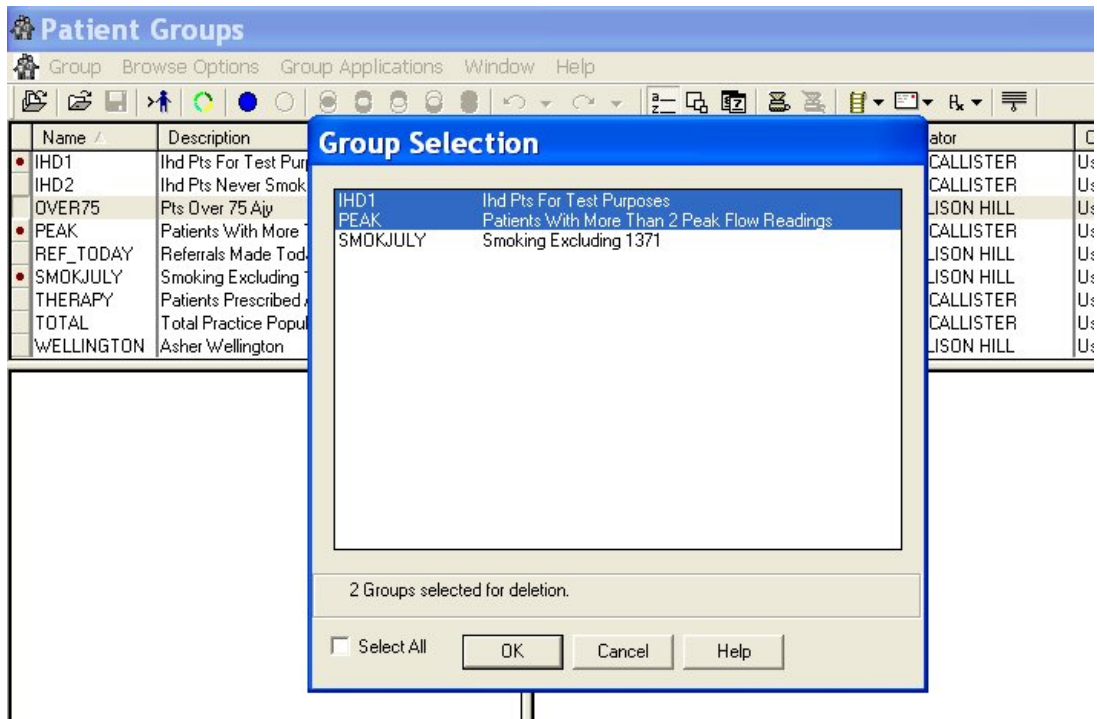 Patient Groups
Group Browse Options Group Applications Window Help
Name Description ator
IHD1 Ihd Pts For Test CALLISTER
IHD2 Ihd Pts Never CALLISTER
OVER75 Pts Over 75 Ajy LISON HILL
PEAK Patients With More CALLISTER
REF_TODAY Referrals Made LISON HILL
SMOKJULY Smoking Excluding LISON HILL
THERAPY Patients Prescribed CALLISTER
TOTAL Total Practice CALLISTER
WELLINGTON Asher Wellington LISON HILL
Group Selection
IHD1 Ihd Pts For Test Purposes
PEAK Patients With More Than 2 Peak Flow Readings
SMOKJULY Smoking Excluding 1371
2 Groups selected for deletion.
Select All OK Cancel Help